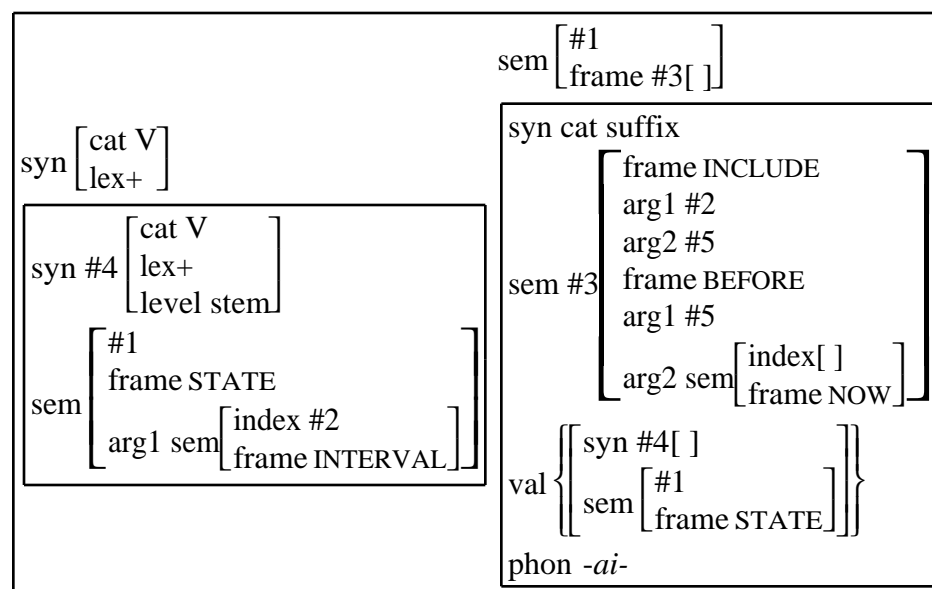 syn [cat V
lex+ ]
sem [#1
frame #3[ ]]
syn #4 [cat V
lex+
level stem]
sem [#1
frame STATE
arg1 sem [index #2
frame INTERVAL]]
syn cat suffix
sem #3 [frame INCLUDE
arg1 #2
arg2 #5
frame BEFORE
arg1 #5
arg2 sem [index[ ]
frame NOW]]
val {[syn #4[ ]
sem [#1
frame STATE]]}
phon -ai-